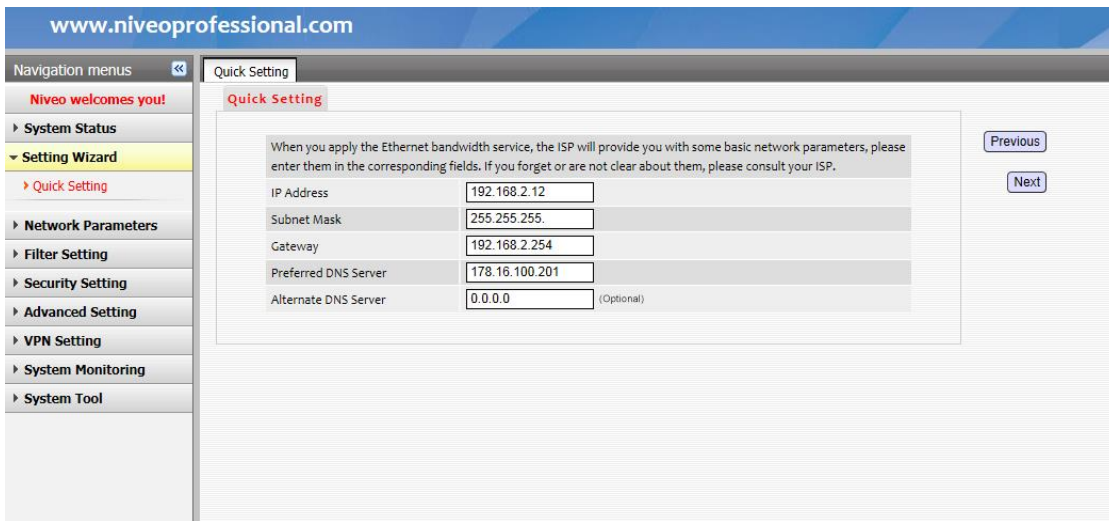 www.niveoprofessional.com
Navigation menus
Niveo welcomes you!
System Status
Setting Wizard
Quick Setting
Network Parameters
Filter Setting
Security Setting
Advanced Setting
VPN Setting
System Monitoring
System Tool
Quick Setting
Quick Setting
When you apply the Ethernet bandwidth service, the ISP will provide you with some basic network parameters, please
enter them in the corresponding fields. If you forget or are not clear about them, please consult your ISP.
IP Address 192.168.2.12
Subnet Mask 255.255.255.
Gateway 192.168.2.254
Preferred DNS Server 178.16.100.201
Alternate DNS Server 0.0.0.0 (Optional)
Previous
Next